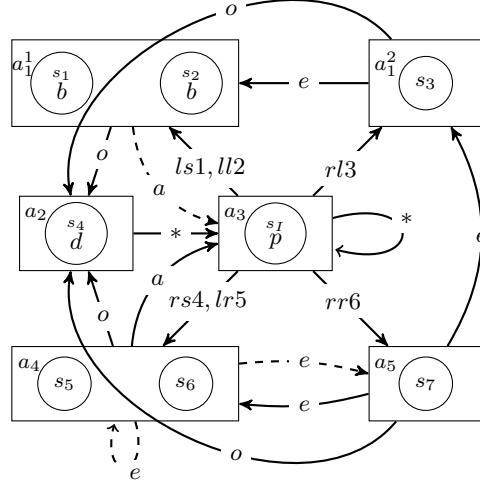 o
a_1^1 s_1 b s_2 b e a_1^2 s_3
o a ls1, ll2 rl3
a_2 s_4 d * a_3 s_I p *
o a rs4, lr5 rr6
a_4 s_5 s_6 e e a_5 s_7
e o